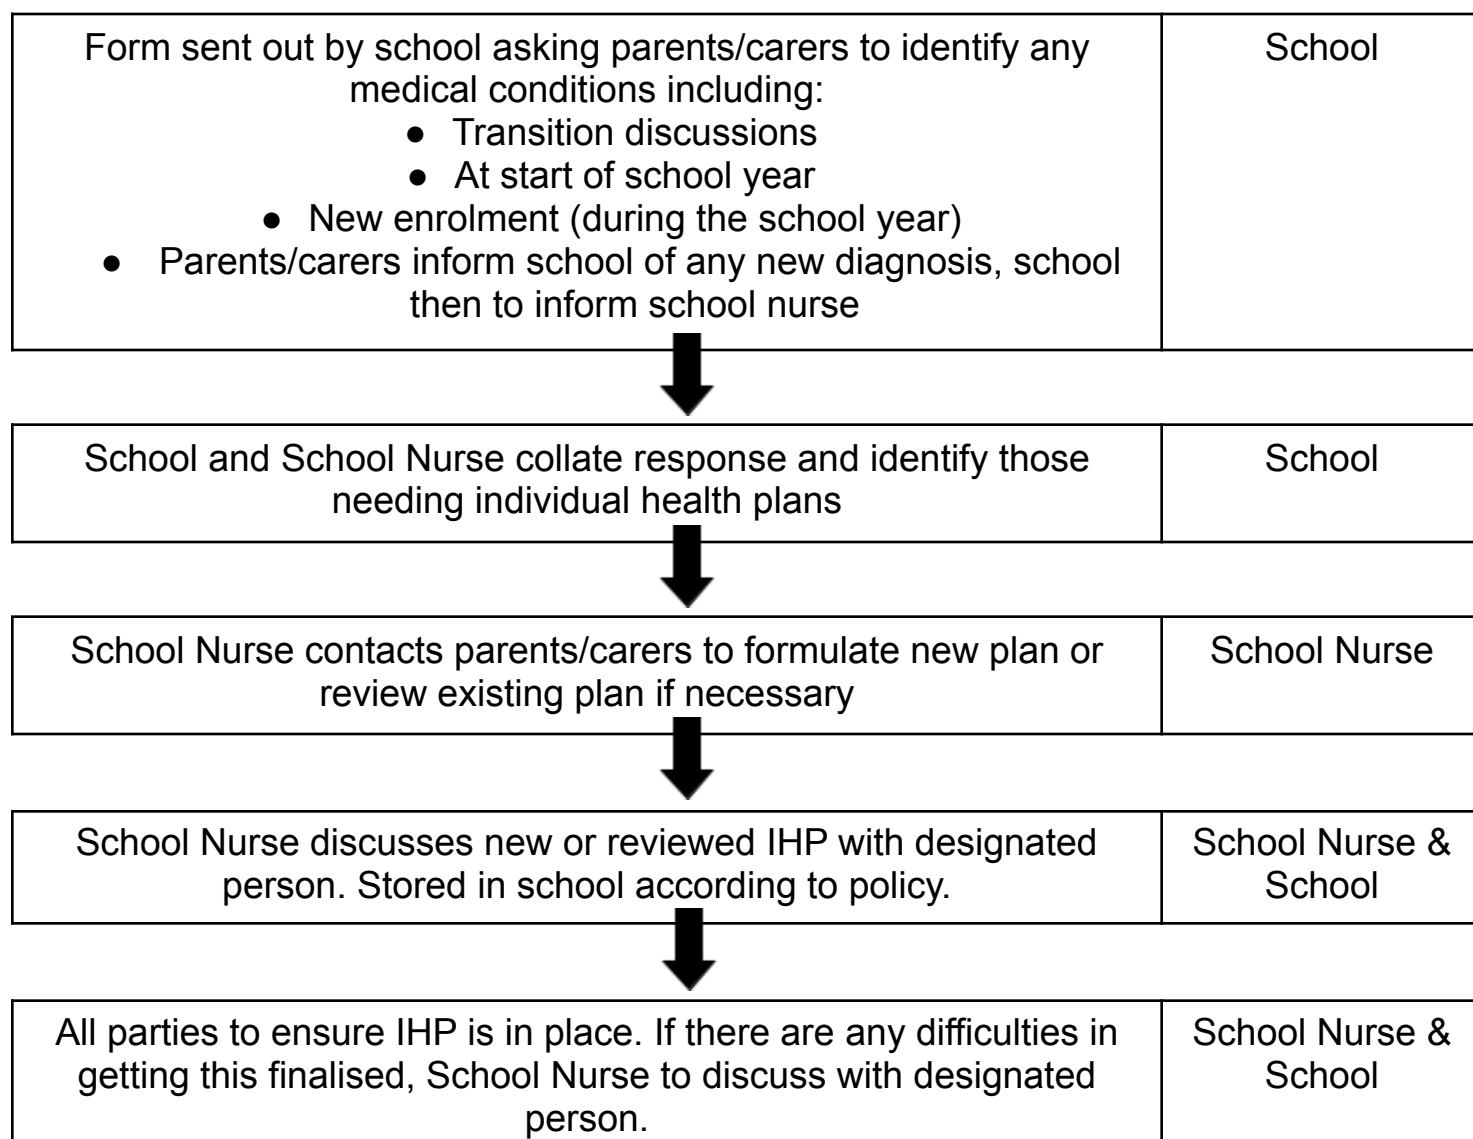 Form sent out by school asking parents/carers to identify any
medical conditions including:
● Transition discussions
● At start of school year
● New enrolment (during the school year)
● Parents/carers inform school of any new diagnosis, school
then to inform school nurse
School
School and School Nurse collate response and identify those
needing individual health plans
School
School Nurse contacts parents/carers to formulate new plan or
review existing plan if necessary
School Nurse
School Nurse discusses new or reviewed IHP with designated
person. Stored in school according to policy.
School Nurse &
School
All parties to ensure IHP is in place. If there are any difficulties in
getting this finalised, School Nurse to discuss with designated
person.
School Nurse &
School